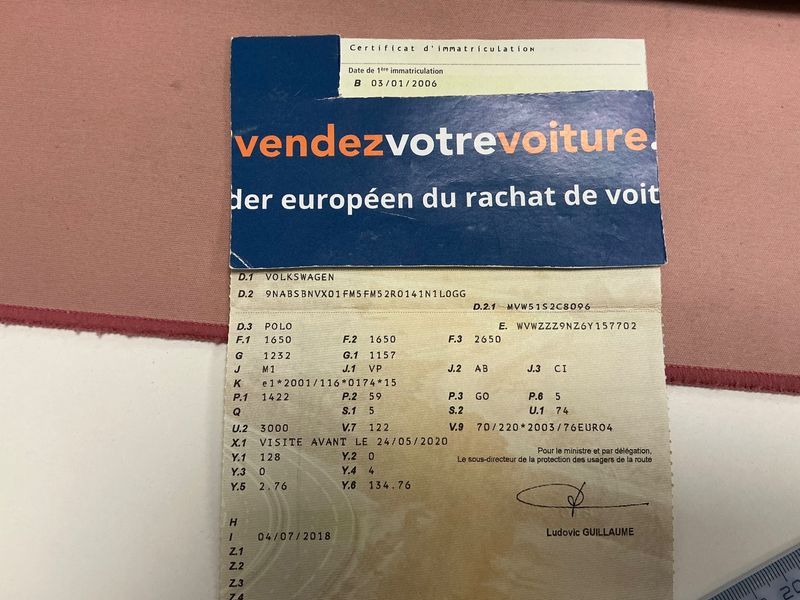 Certificat d'immatriculation
Date de 1ère immatriculation
B 03/01/2006
vendezvotrevoiture.
der européen du rachat de voit
D.1 VOLKSWAGEN
D.2 9NABSBNVX01FM5FM52R0141N1L0GG
D.2.1 MVW51S2C8096
D.3 POLO E. WVWZZZ9NZ6Y157702
F.1 1650 F.2 1650 F.3 2650
G 1232 G.1 1157
J M1 J.1 VP J.2 AB J.3 CI
K e1*2001/116*0174*15
P.1 1422 P.2 59 P.3 GO P.6 5
Q S.1 5 S.2 U.1 74
U.2 3000 V.7 122 V.9 70/220*2003/76EURO4
X.1 VISITE AVANT LE 24/05/2020
Y.1 128 Y.2 0
Pour le ministre et par délégation,
Le sous-directeur de la protection des usagers de la route
Y.3 0 Y.4 4
Y.5 2.76 Y.6 134.76
Ludovic GUILLAUME
H
I 04/07/2018
Z.1
Z.2
Z.3
Z.4
20